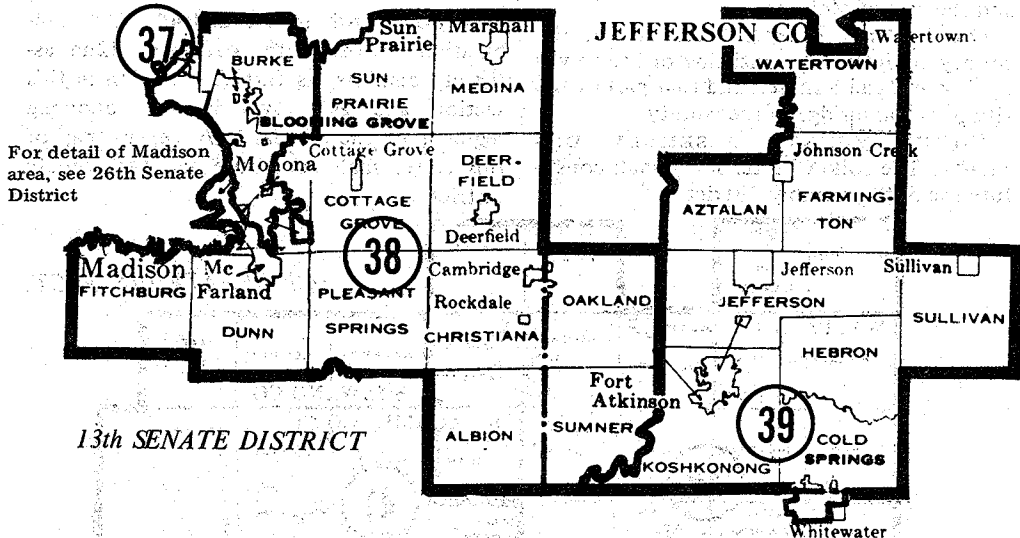 37
Sun
Prairie
Marshall
JEFFERSON CO
Watertown
BURKE
SUN
PRAIRIE
MEDINA
WATERTOWN
BLOOMING GROVE
For detail of Madison
area, see 26th Senate
District
Monona
Cottage Grove
DEER-
FIELD
Johnson Creek
COTTAGE
GROVE
AZTALAN
FARMING-
TON
Deerfield
38
Madison
FITCHBURG
Mc
Farland
PLEASANT
SPRINGS
Cambridge
Rockdale
CHRISTIANA
OAKLAND
Jefferson
JEFFERSON
Sullivan
SULLIVAN
DUNN
HEBRON
Fort
Atkinson
39
13th SENATE DISTRICT
ALBION
SUMNER
KOSHKONONG
COLD
SPRINGS
Whitewater